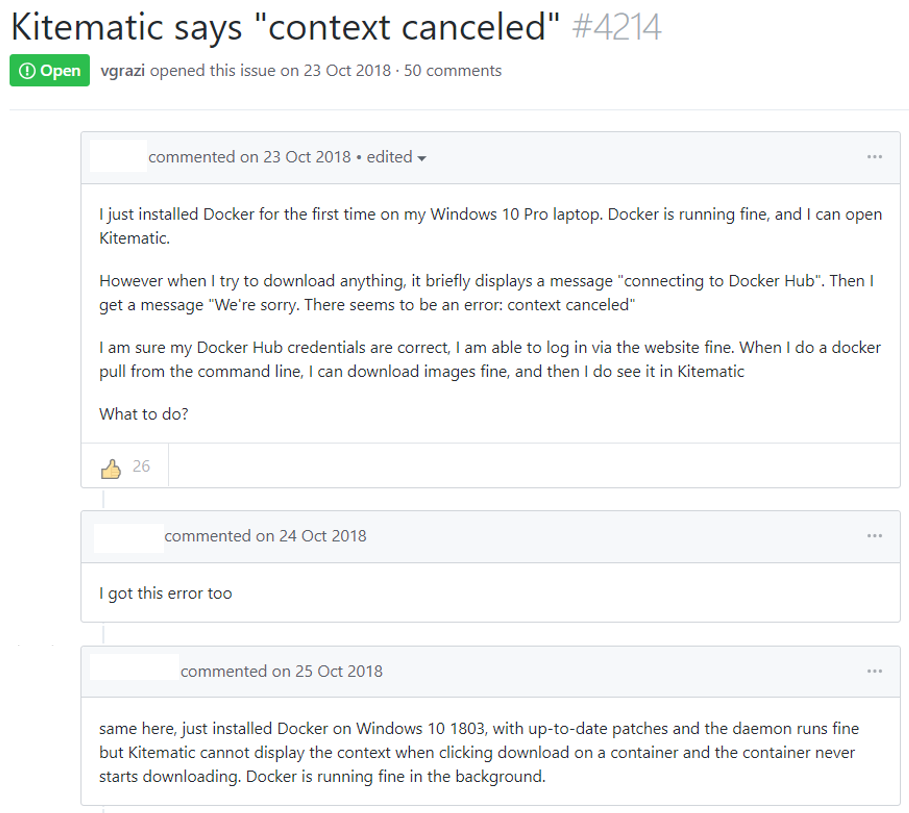 Kitematic says "context canceled" #4214
Open vgrazi opened this issue on 23 Oct 2018 · 50 comments
commented on 23 Oct 2018 • edited
I just installed Docker for the first time on my Windows 10 Pro laptop. Docker is running fine, and I can open
Kitematic.
However when I try to download anything, it briefly displays a message "connecting to Docker Hub". Then I
get a message "We're sorry. There seems to be an error: context canceled"
I am sure my Docker Hub credentials are correct, I am able to log in via the website fine. When I do a docker
pull from the command line, I can download images fine, and then I do see it in Kitematic
What to do?
26
commented on 24 Oct 2018
I got this error too
commented on 25 Oct 2018
same here, just installed Docker on Windows 10 1803, with up-to-date patches and the daemon runs fine
but Kitematic cannot display the context when clicking download on a container and the container never
starts downloading. Docker is running fine in the background.